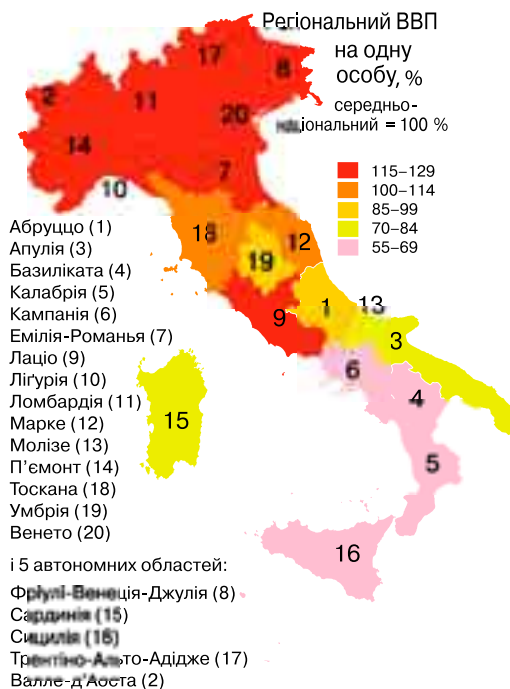 Регіональний ВВП
на одну
особу, %
середньо-
національний = 100 %
115–129
100–114
85–99
70–84
55–69
17
8
2
11
20
14
7
10
18
12
19
1
13
9
3
6
4
15
5
16
Абруццо (1)
Апулія (3)
Базиліката (4)
Калабрія (5)
Кампанія (6)
Емілія-Романья (7)
Лаціо (9)
Ліґурія (10)
Ломбардія (11)
Марке (12)
Молізе (13)
П'ємонт (14)
Тоскана (18)
Умбрія (19)
Венето (20)
і 5 автономних областей:
Фріулі-Венеція-Джулія (8)
Сардинія (15)
Сицилія (16)
Трентіно-Альто-Адідже (17)
Валле-д'Аоста (2)